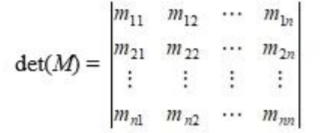 m₁₁ m₁₂ ⋯ m₁ₙ
m₂₁ m₂₂ ⋯ m₂ₙ
det(M) =
⋮ ⋮ ⋮ ⋮
mₙ₁ mₙ₂ ⋯ mₙₙ